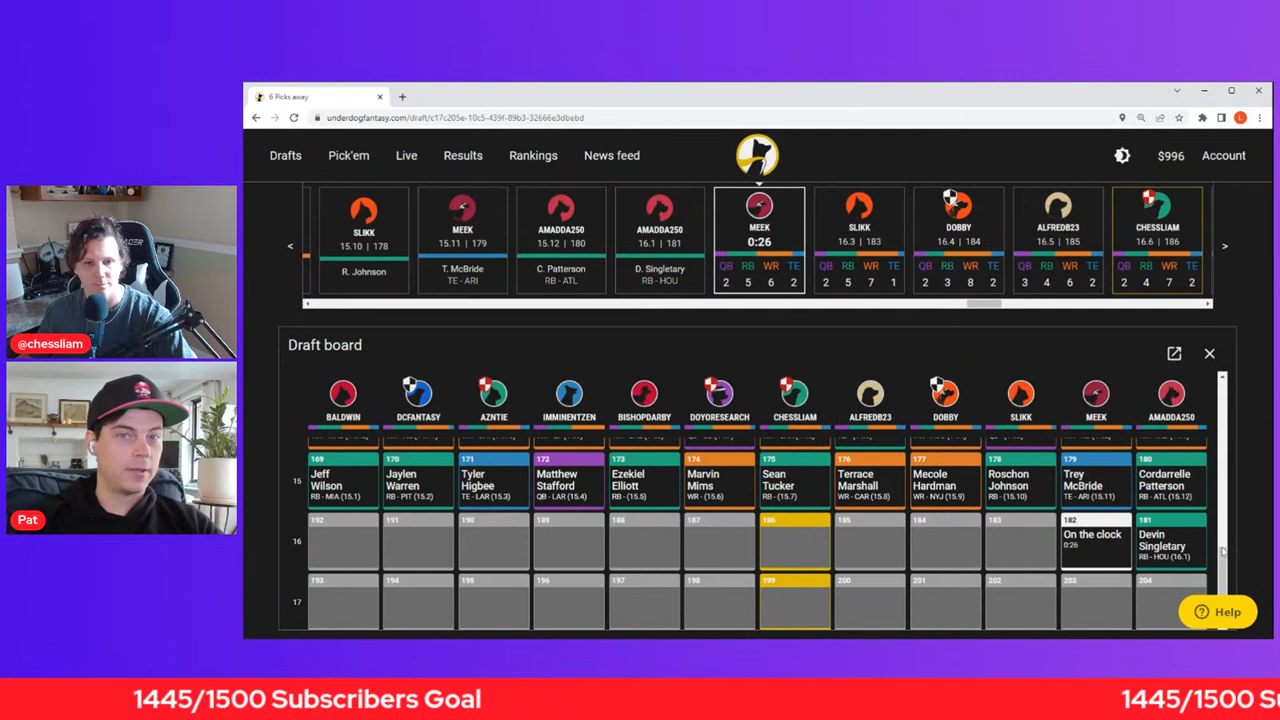 6 Picks away
underdogfantasy.com/draft/c17c205e-10c5-439f-89b3-32666e3dbebd
Drafts Pick'em Live Results Rankings News feed $996 Account
SLIKK
15.10 | 178
R. Johnson
MEEK
15.11 | 179
T. McBride
TE - ARI
AMADDA250
15.12 | 180
C. Patterson
RB - ATL
AMADDA250
16.1 | 181
D. Singletary
RB - HOU
MEEK
0:26
QB RB WR TE
2 5 6 2
SLIKK
16.3 | 183
QB RB WR TE
2 5 7 1
DOBBY
16.4 | 184
QB RB WR TE
2 3 8 2
ALFREDB23
16.5 | 185
QB RB WR TE
3 4 6 2
CHESSLIAM
16.6 | 186
QB RB WR TE
2 4 7 2
Draft board
BALDWIN DCFANTASY AZNTIE IMMINENTZEN BISHOPDARBY DOYORESEARCH CHESSLIAM ALFREDB23 DOBBY SLIKK MEEK AMADDA250
15
169
Jeff
Wilson
RB - MIA (15.1)
170
Jaylen
Warren
RB - PIT (15.2)
171
Tyler
Higbee
TE - LAR (15.3)
172
Matthew
Stafford
QB - LAR (15.4)
173
Ezekiel
Elliott
RB - (15.5)
174
Marvin
Mims
WR - (15.6)
175
Sean
Tucker
RB - (15.7)
176
Terrace
Marshall
WR - CAR (15.8)
177
Mecole
Hardman
WR - NYJ (15.9)
178
Roschon
Johnson
RB - (15.10)
179
Trey
McBride
TE - ARI (15.11)
180
Cordarrelle
Patterson
RB - ATL (15.12)
16
192 191 190 189 188 187 186 185 184 183
182
On the clock
0:26
181
Devin
Singletary
RB - HOU (16.1)
17
193 194 195 196 197 198 199 200 201 202 203 204
Help
@chessliam
Pat
1445/1500 Subscribers Goal
1445/1500 Su